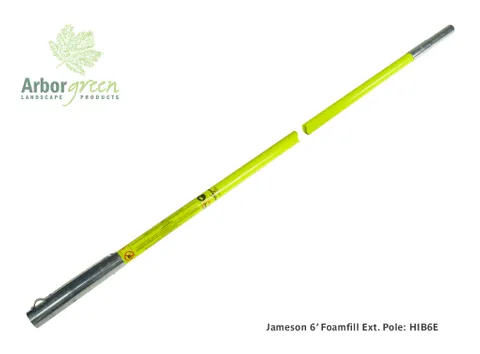 Arborgreen
LANDSCAPE PRODUCTS
Jameson 6' Foamfill Ext. Pole: HIB6E